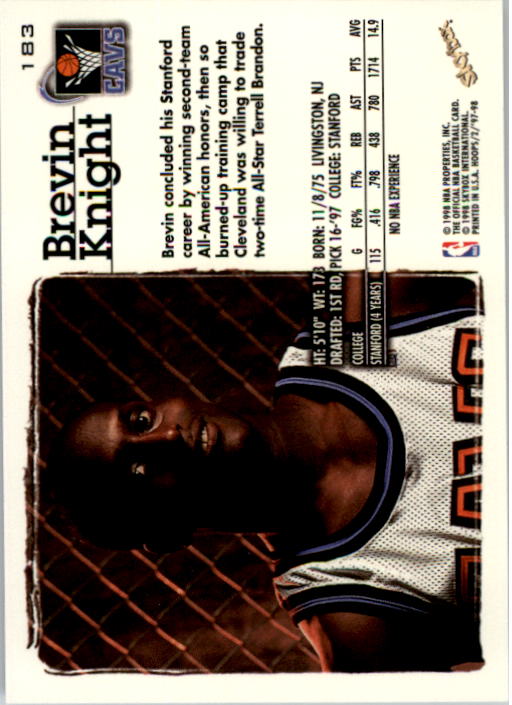 183
Brevin
Knight
CAVS
Brevin concluded his Stanford
career by winning second-team
All-American honors, then so
burned-up training camp that
Cleveland was willing to trade
two-time All-Star Terrell Brandon.
HT: 5'10" WT: 173 BORN: 11/8/75 LIVINGSTON, NJ
DRAFTED: 1ST RD, PICK 16-'97 COLLEGE: STANFORD
COLLEGE G FG% FT% REB AST PTS AVG
STANFORD (4 YEARS) 115 .416 .798 438 780 1714 14.9
NO NBA EXPERIENCE
© 1998 NBA PROPERTIES, INC.
THE OFFICIAL NBA BASKETBALL CARD.
© 1998 SKYBOX INTERNATIONAL.
PRINTED IN U.S.A. HOOPS/2/'97-98
SKYBOX